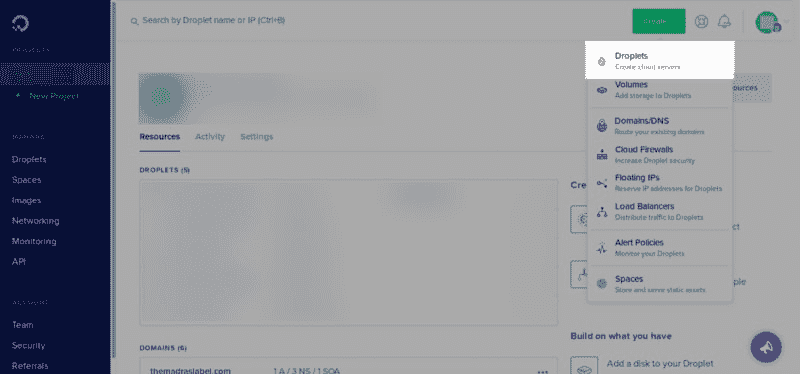 Search by Droplet name or IP (Ctrl+B)
Create
PROJECTS
+ New Project
MANAGE
Droplets
Spaces
Images
Networking
Monitoring
API
ACCOUNT
Team
Security
Referrals
Resources
Activity
Settings
DROPLETS (5)
DOMAINS (6)
themadraslabel.com
1 A / 3 NS / 1 SOA
...
Droplets
Create cloud servers
Volumes
Add storage to Droplets
Domains/DNS
Route your existing domains
Cloud Firewalls
Increase Droplet security
Floating IPs
Reserve IP addresses for Droplets
Load Balancers
Distribute traffic to Droplets
Alert Policies
Monitor your Droplets
Spaces
Store and serve static assets
ources
Cre
ct
ple
Build on what you have
Add a disk to your Droplet